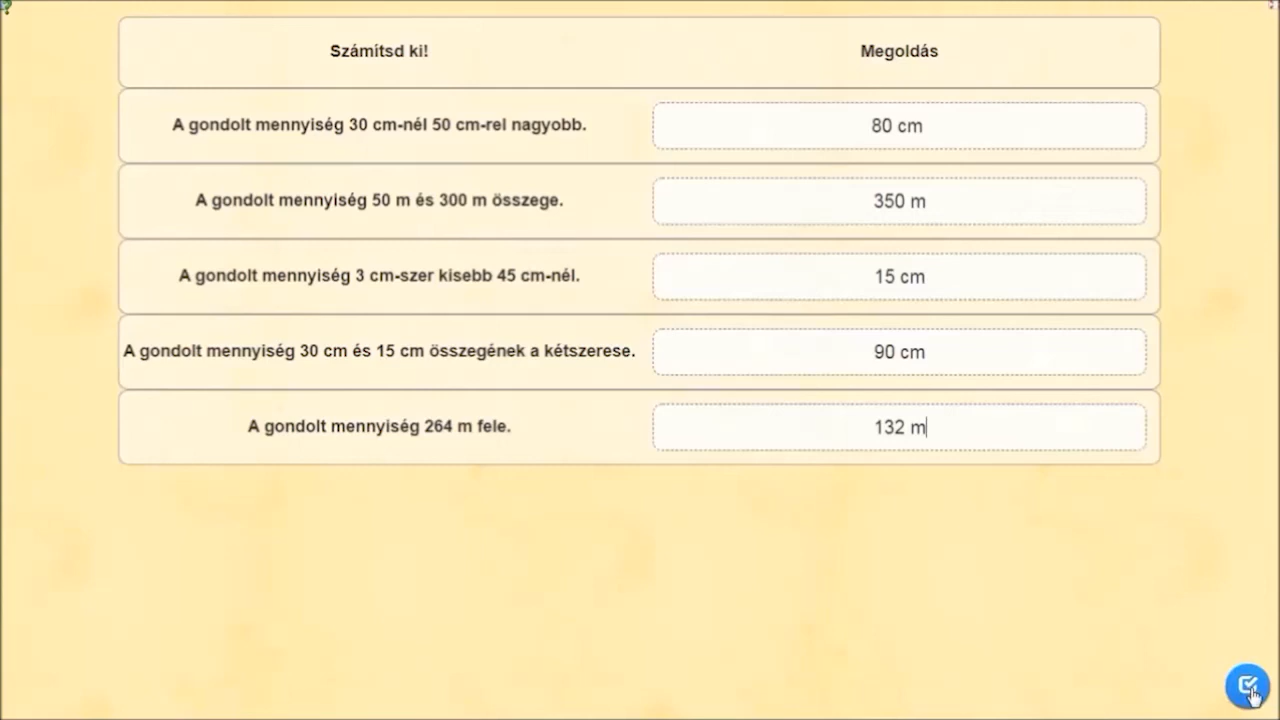 Számítsd ki!
Megoldás
A gondolt mennyiség 30 cm-nél 50 cm-rel nagyobb.
80 cm
A gondolt mennyiség 50 m és 300 m összege.
350 m
A gondolt mennyiség 3 cm-szer kisebb 45 cm-nél.
15 cm
A gondolt mennyiség 30 cm és 15 cm összegének a kétszerese.
90 cm
A gondolt mennyiség 264 m fele.
132 m